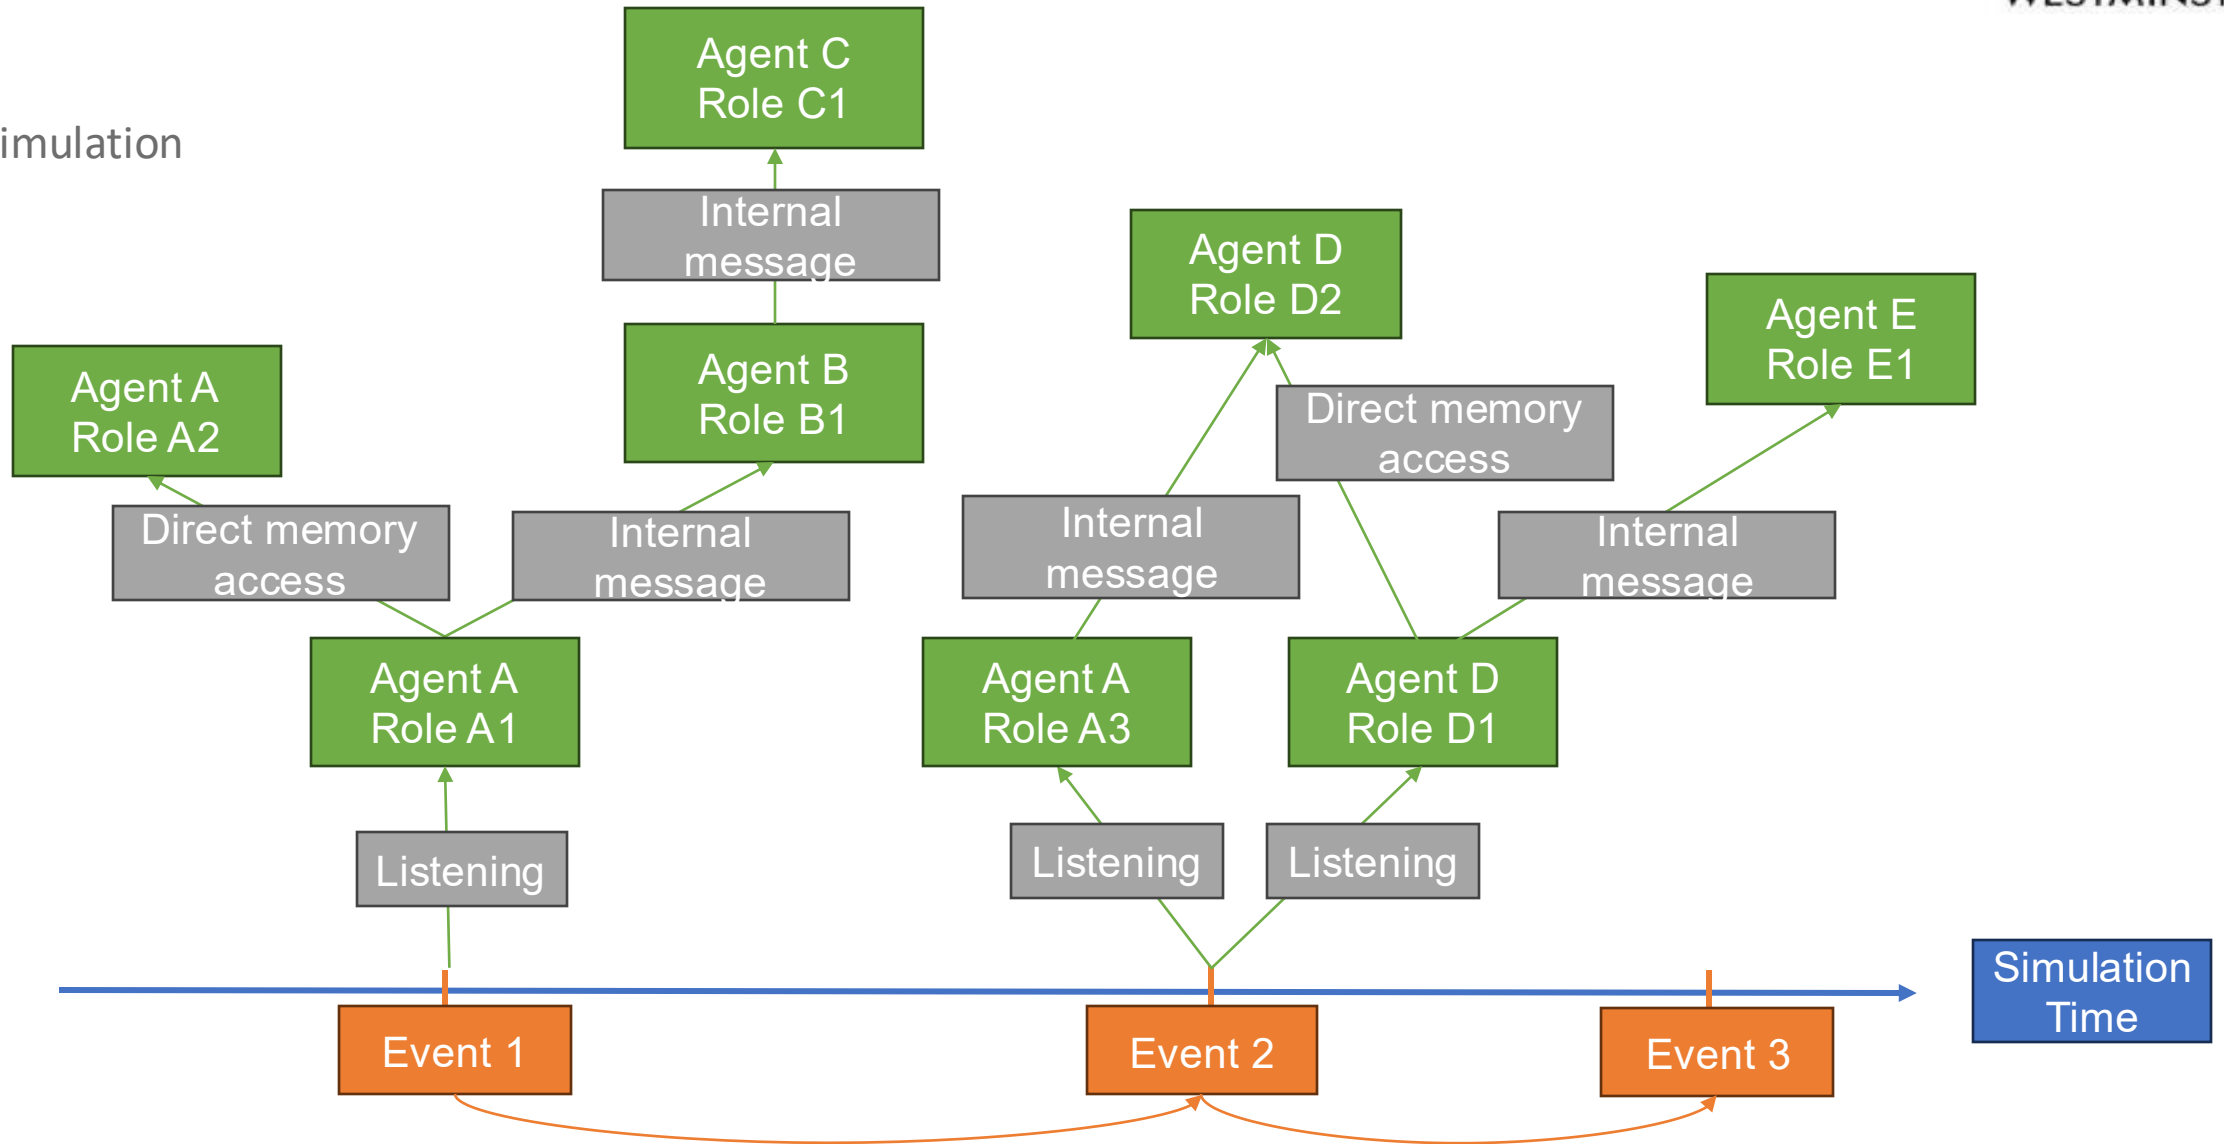 imulation
Agent C
Role C1
Internal
message
Agent D
Role D2
Agent E
Role E1
Agent A
Role A2
Agent B
Role B1
Direct memory
access
Direct memory
access
Internal
message
Internal
message
Internal
message
Agent A
Role A1
Agent A
Role A3
Agent D
Role D1
Listening
Listening
Listening
Simulation
Time
Event 1
Event 2
Event 3